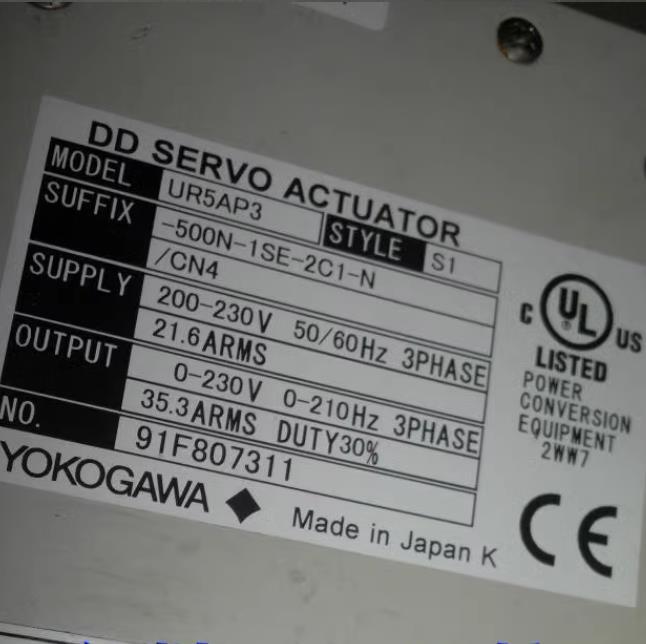 DD SERVO ACTUATOR
MODEL UR5AP3 STYLE S1
SUFFIX -500N-1SE-2C1-N
/CN4
SUPPLY 200-230V 50/60Hz 3PHASE
21.6ARMS
OUTPUT 0-230V 0-210Hz 3PHASE
35.3ARMS DUTY30%
NO. 91F807311
YOKOGAWA
Made in Japan K
C UL ® US
LISTED
POWER
CONVERSION
EQUIPMENT
2WW7
CE